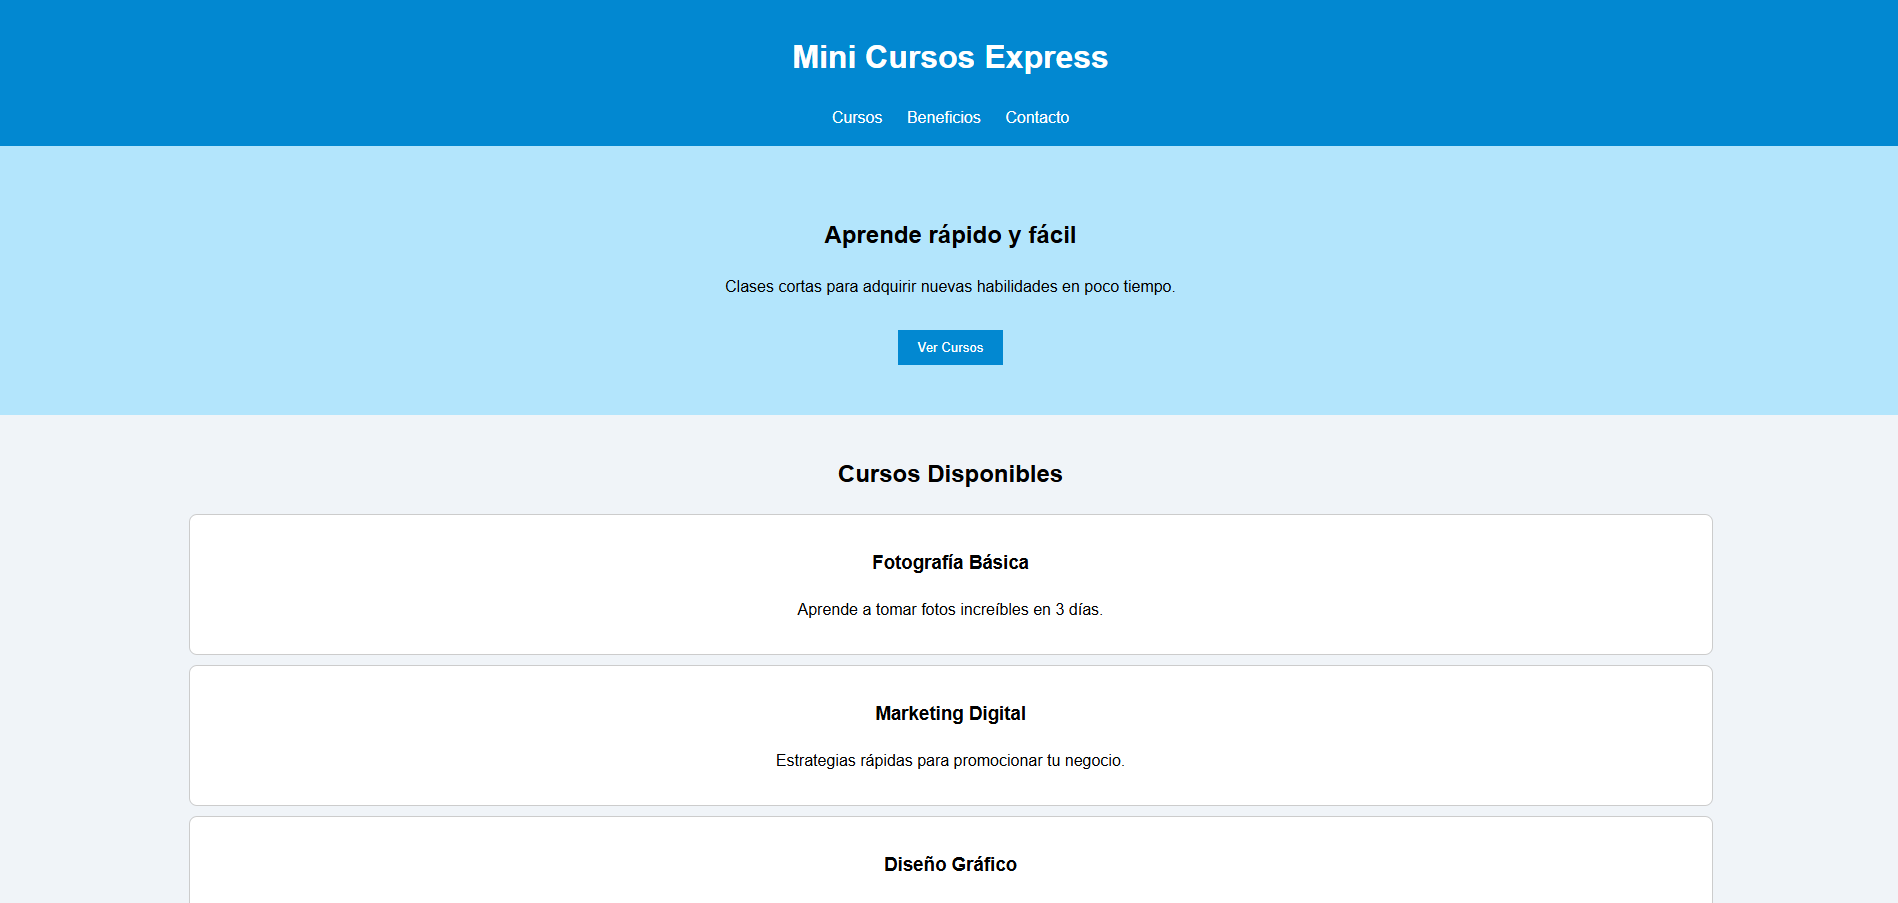 Mini Cursos Express
Cursos Beneficios Contacto
Aprende rápido y fácil
Clases cortas para adquirir nuevas habilidades en poco tiempo.
Ver Cursos
Cursos Disponibles
Fotografía Básica
Aprende a tomar fotos increíbles en 3 días.
Marketing Digital
Estrategias rápidas para promocionar tu negocio.
Diseño Gráfico